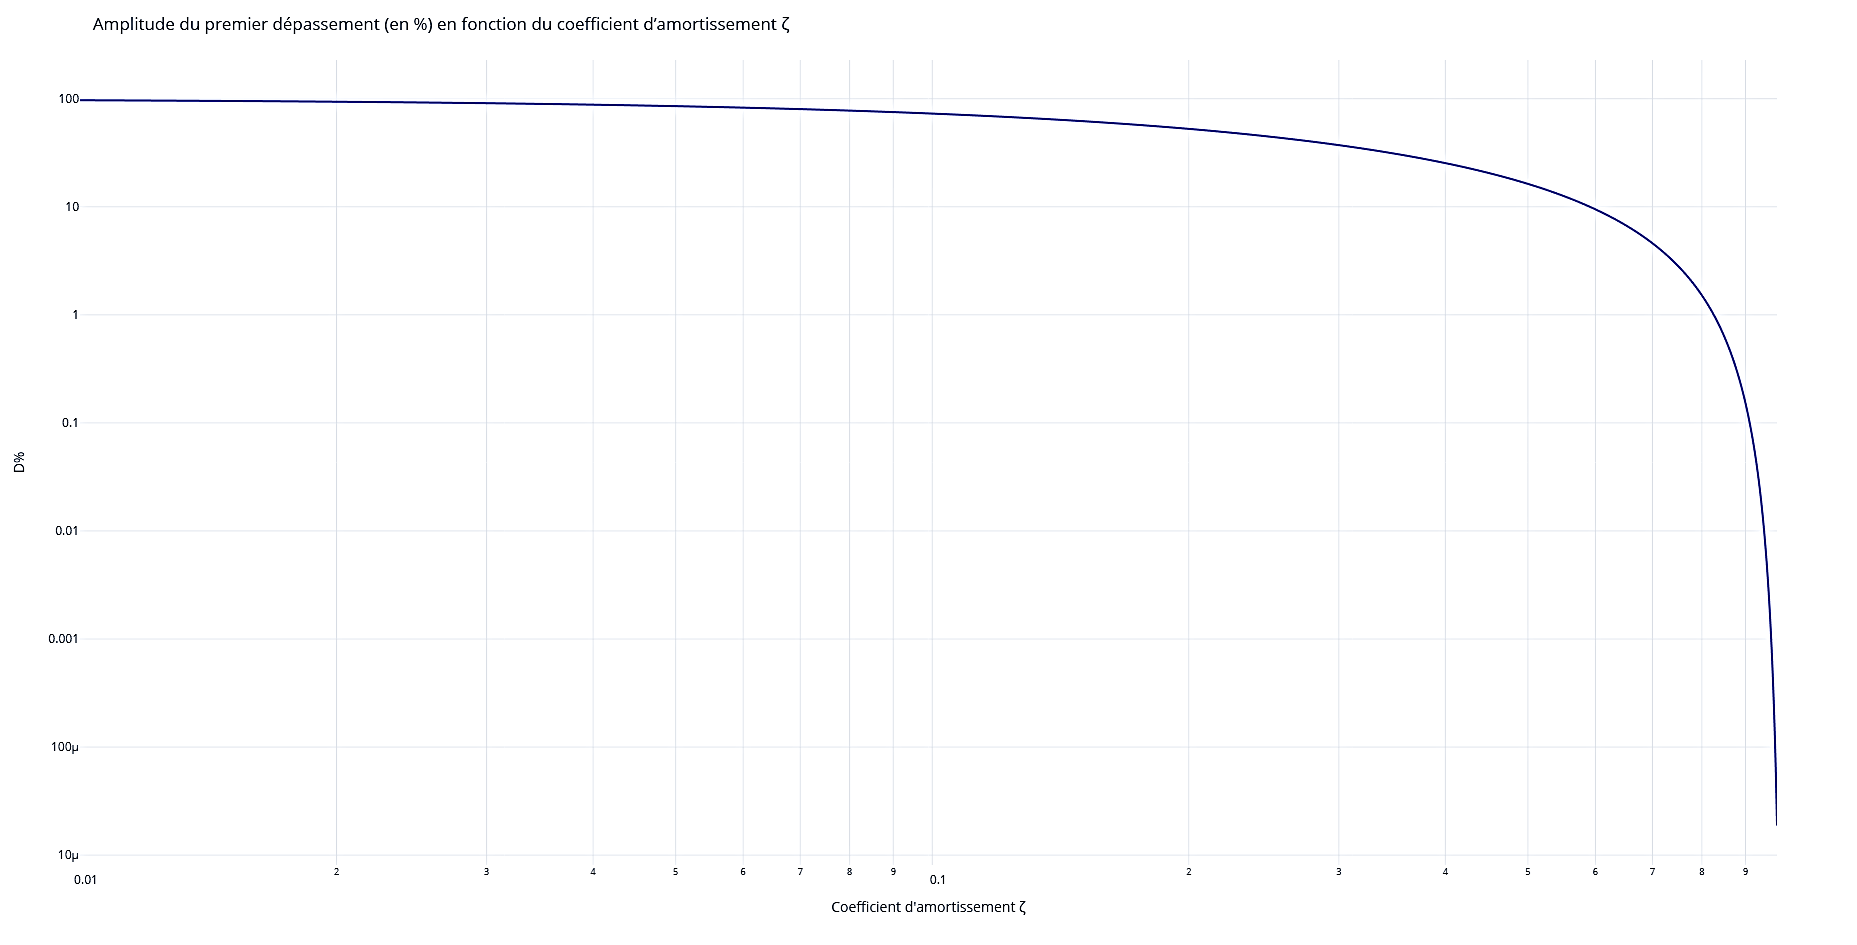 Amplitude du premier dépassement (en %) en fonction du coefficient d’amortissement ζ
100
10
1
0.1
D%
0.01
0.001
100µ
10µ
2 3 4 5 6 7 8 9 2 3 4 5 6 7 8 9
0.01 0.1
Coefficient d'amortissement ζ